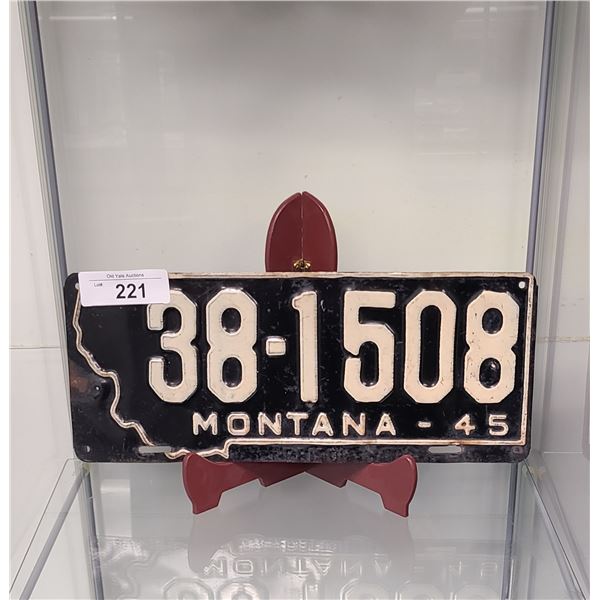 Old Yale Auctions
Lot# 221
38-1508
MONTANA - 45